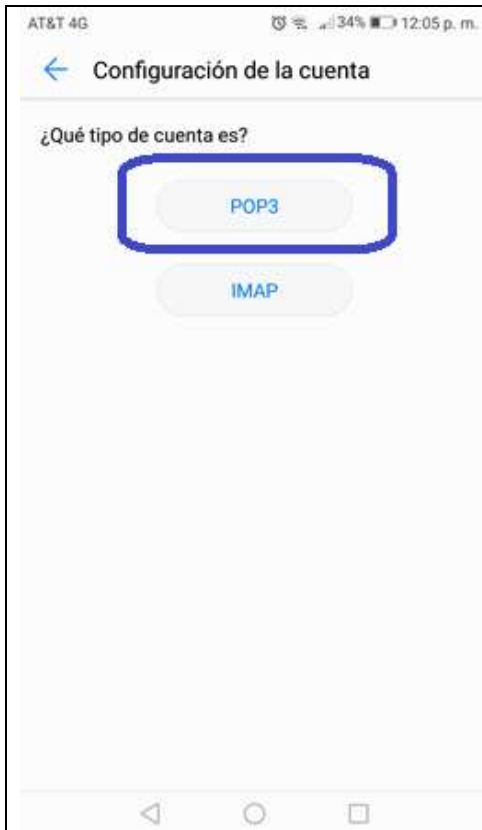 AT&T 4G 34% 12:05 p. m.
Configuración de la cuenta
¿Qué tipo de cuenta es?
POP3
IMAP